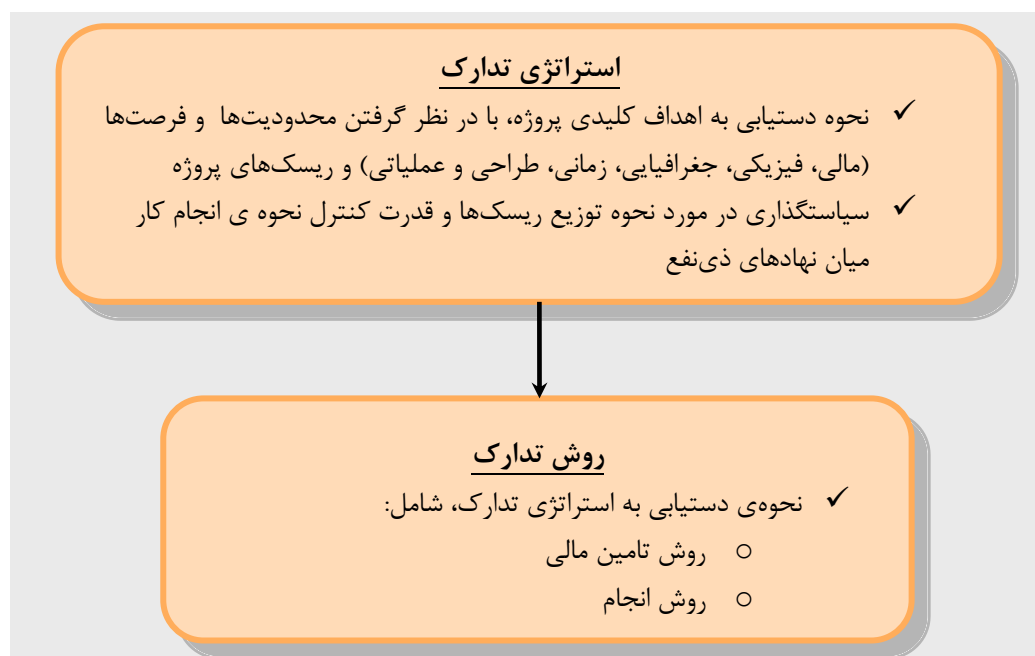 استراتژی تدارک
✓ نحوه دستیابی به اهداف کلیدی پروژه، با در نظر گرفتن محدودیت‌ها و فرصت‌ها
(مالی، فیزیکی، جغرافیایی، زمانی، طراحی و عملیاتی) و ریسک‌های پروژه
✓ سیاستگذاری در مورد نحوه توزیع ریسک‌ها و قدرت کنترل نحوه ی انجام کار
میان نهادهای ذی‌نفع
روش تدارک
✓ نحوه‌ی دستیابی به استراتژی تدارک، شامل:
o روش تامین مالی
o روش انجام